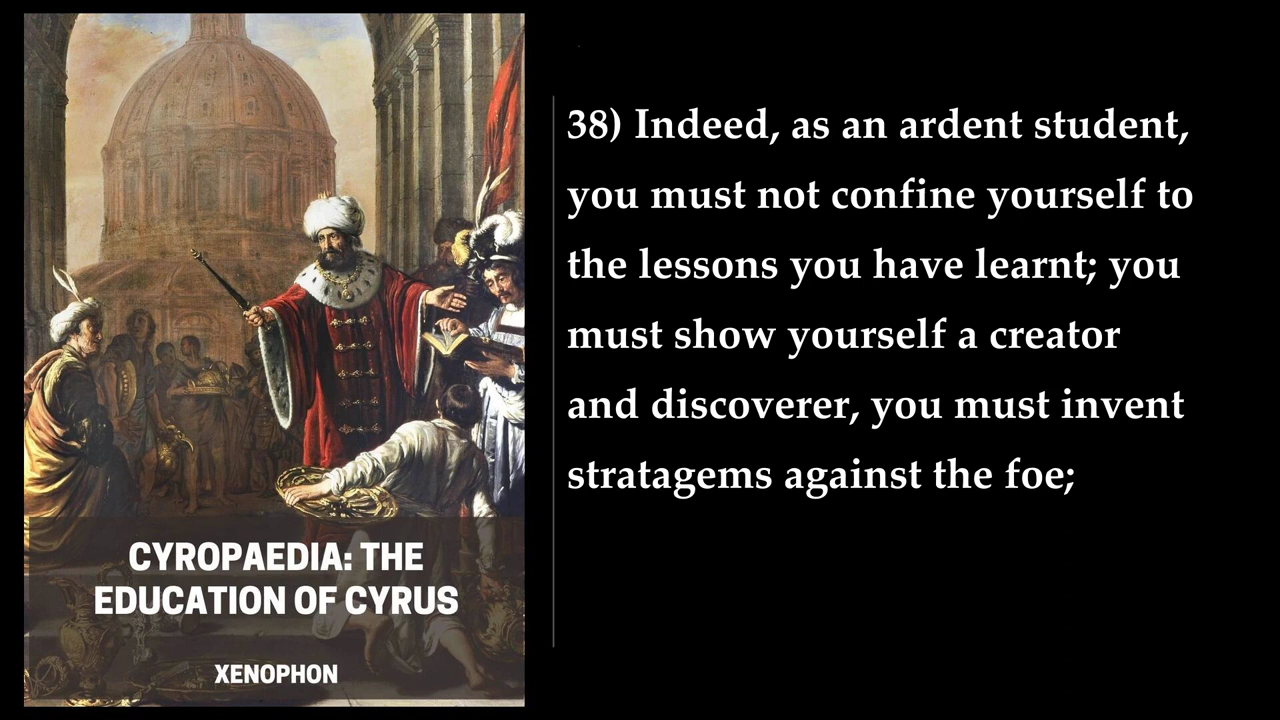 CYROPAEDIA: THE
EDUCATION OF CYRUS
XENOPHON
38) Indeed, as an ardent student,
you must not confine yourself to
the lessons you have learnt; you
must show yourself a creator
and discoverer, you must invent
stratagems against the foe;